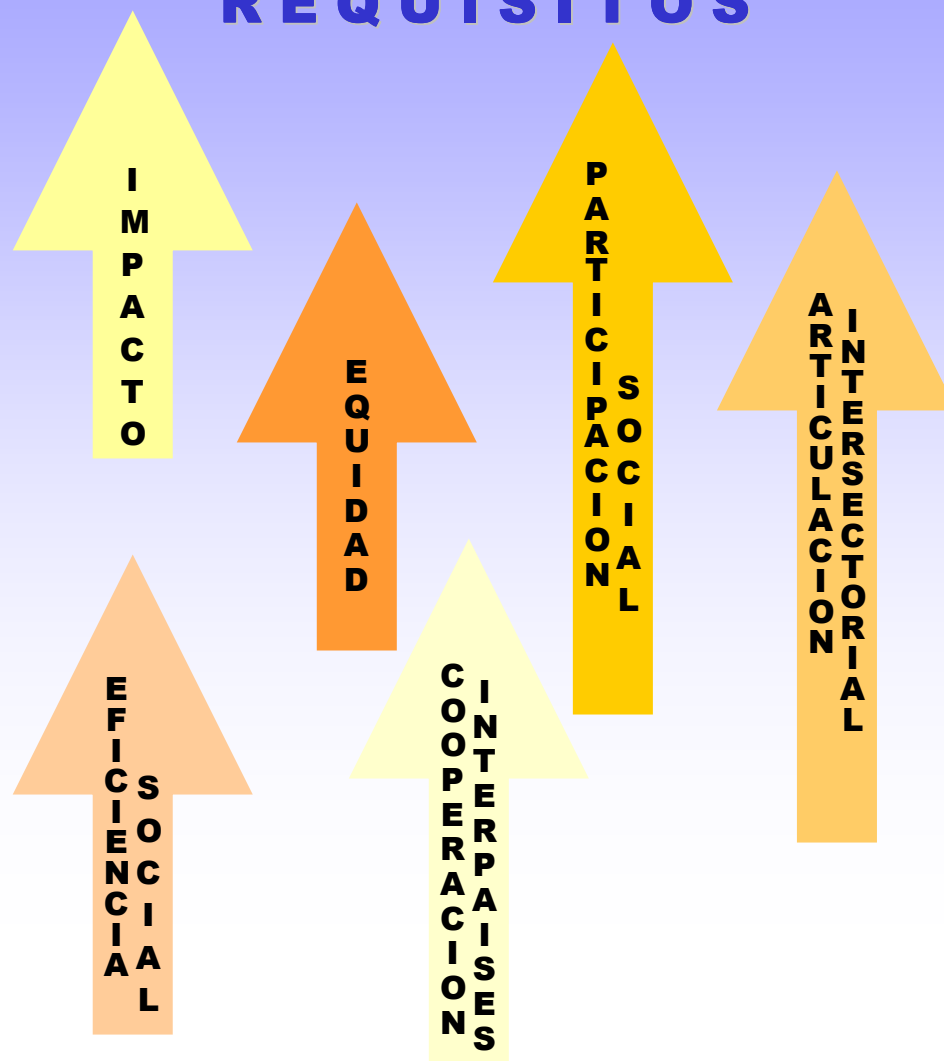 REQUISITOS
IMPACTO
EQUIDAD
PARTICIPACION
SOCIAL
ARTICULACION
INTERSECTORIAL
EFICIENCIA
SOCIAL
COOPERACION
INTERPAISES